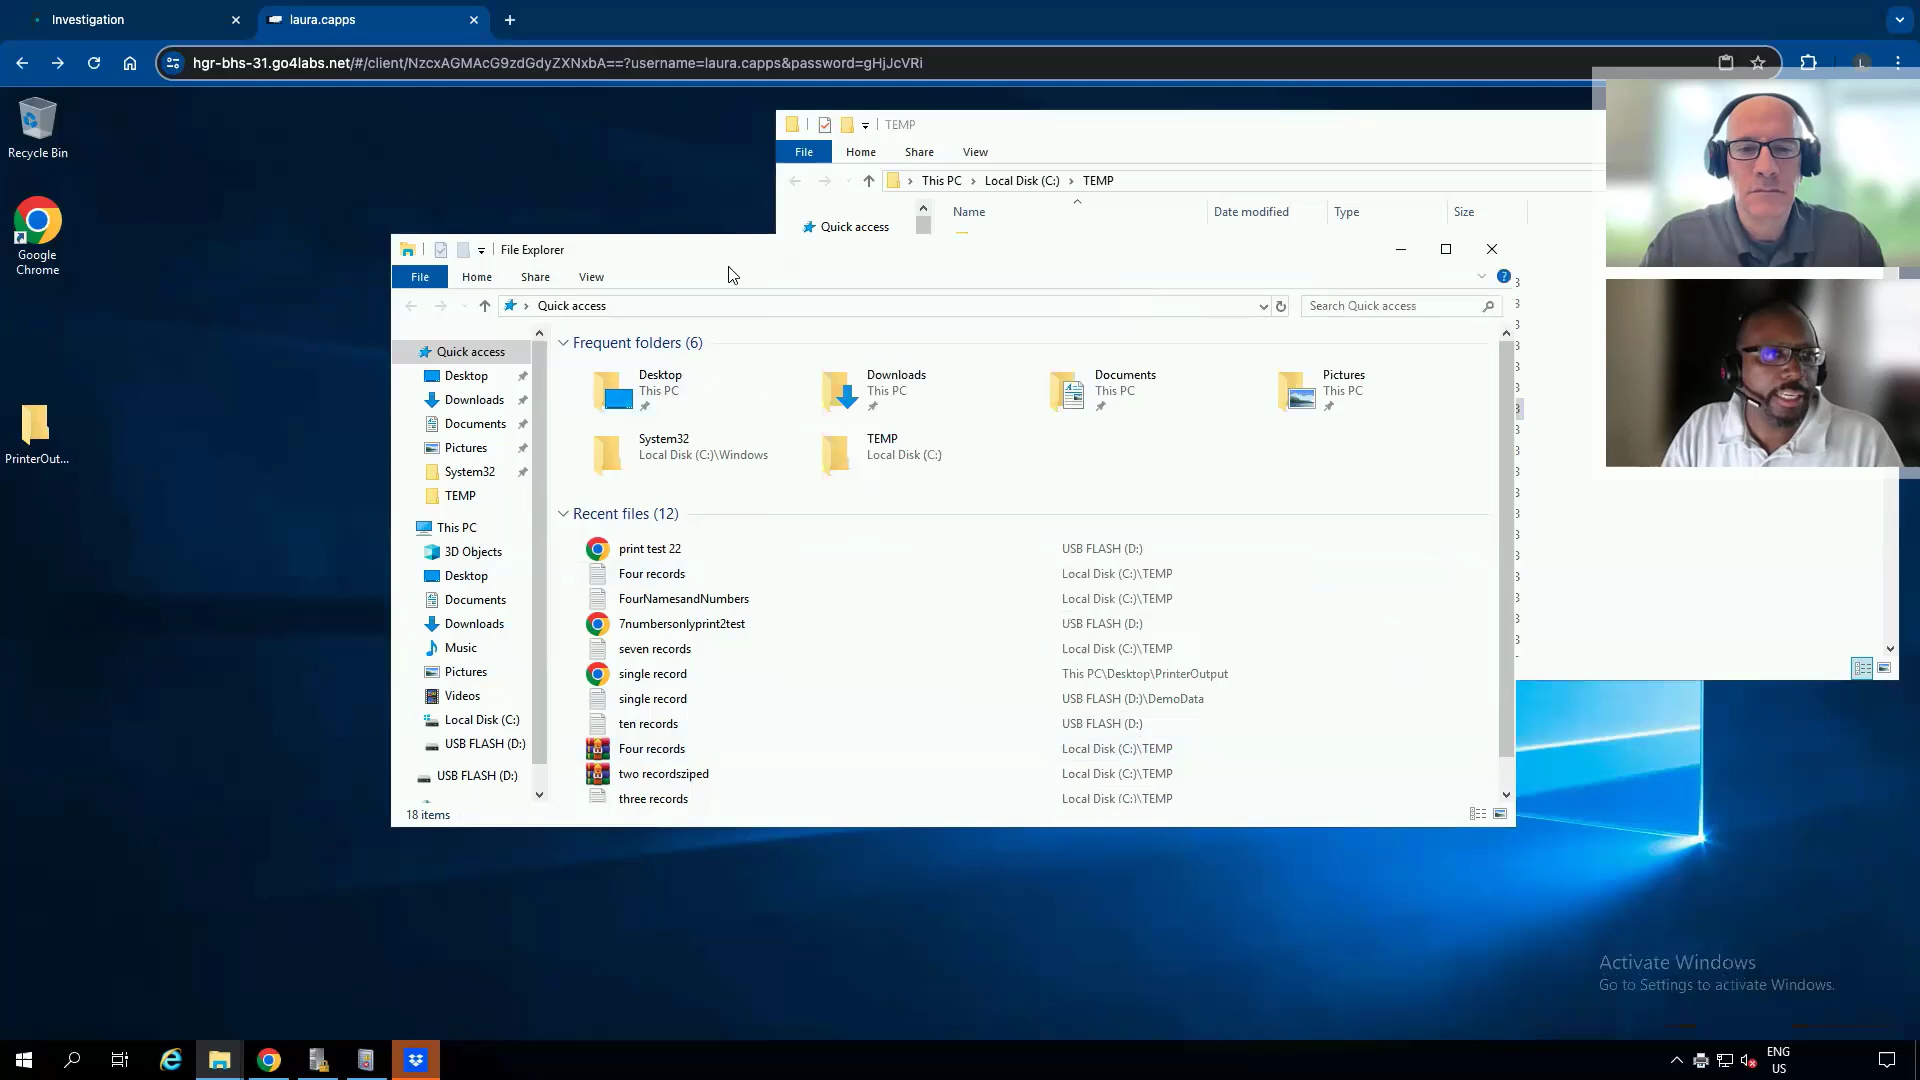 Investigation
laura.capps
hgr-bhs-31.go4labs.net/#/client/NzcxAGMAcG9zdGdyZXNxbA==?username=laura.capps&password=gHjJcVRi
L
Recycle Bin
Google
Chrome
PrinterOut...
TEMP
File Home Share View
This PC > Local Disk (C:) > TEMP
Name Date modified Type Size
Quick access
File Explorer
File Home Share View
Quick access
Search Quick access
Quick access
Desktop
Downloads
Documents
Pictures
System32
TEMP
This PC
3D Objects
Desktop
Documents
Downloads
Music
Pictures
Videos
Local Disk (C:)
USB FLASH (D:)
USB FLASH (D:)
Frequent folders (6)
Desktop
This PC
Downloads
This PC
Documents
This PC
Pictures
This PC
System32
Local Disk (C:)\Windows
TEMP
Local Disk (C:)
Recent files (12)
print test 22 USB FLASH (D:)
Four records Local Disk (C:)\TEMP
FourNamesandNumbers Local Disk (C:)\TEMP
7numbersonlyprint2test USB FLASH (D:)
seven records Local Disk (C:)\TEMP
single record This PC\Desktop\PrinterOutput
single record USB FLASH (D:)\DemoData
ten records USB FLASH (D:)
Four records Local Disk (C:)\TEMP
two recordsziped Local Disk (C:)\TEMP
three records Local Disk (C:)\TEMP
18 items
Activate Windows
Go to Settings to activate Windows.
ENG
US